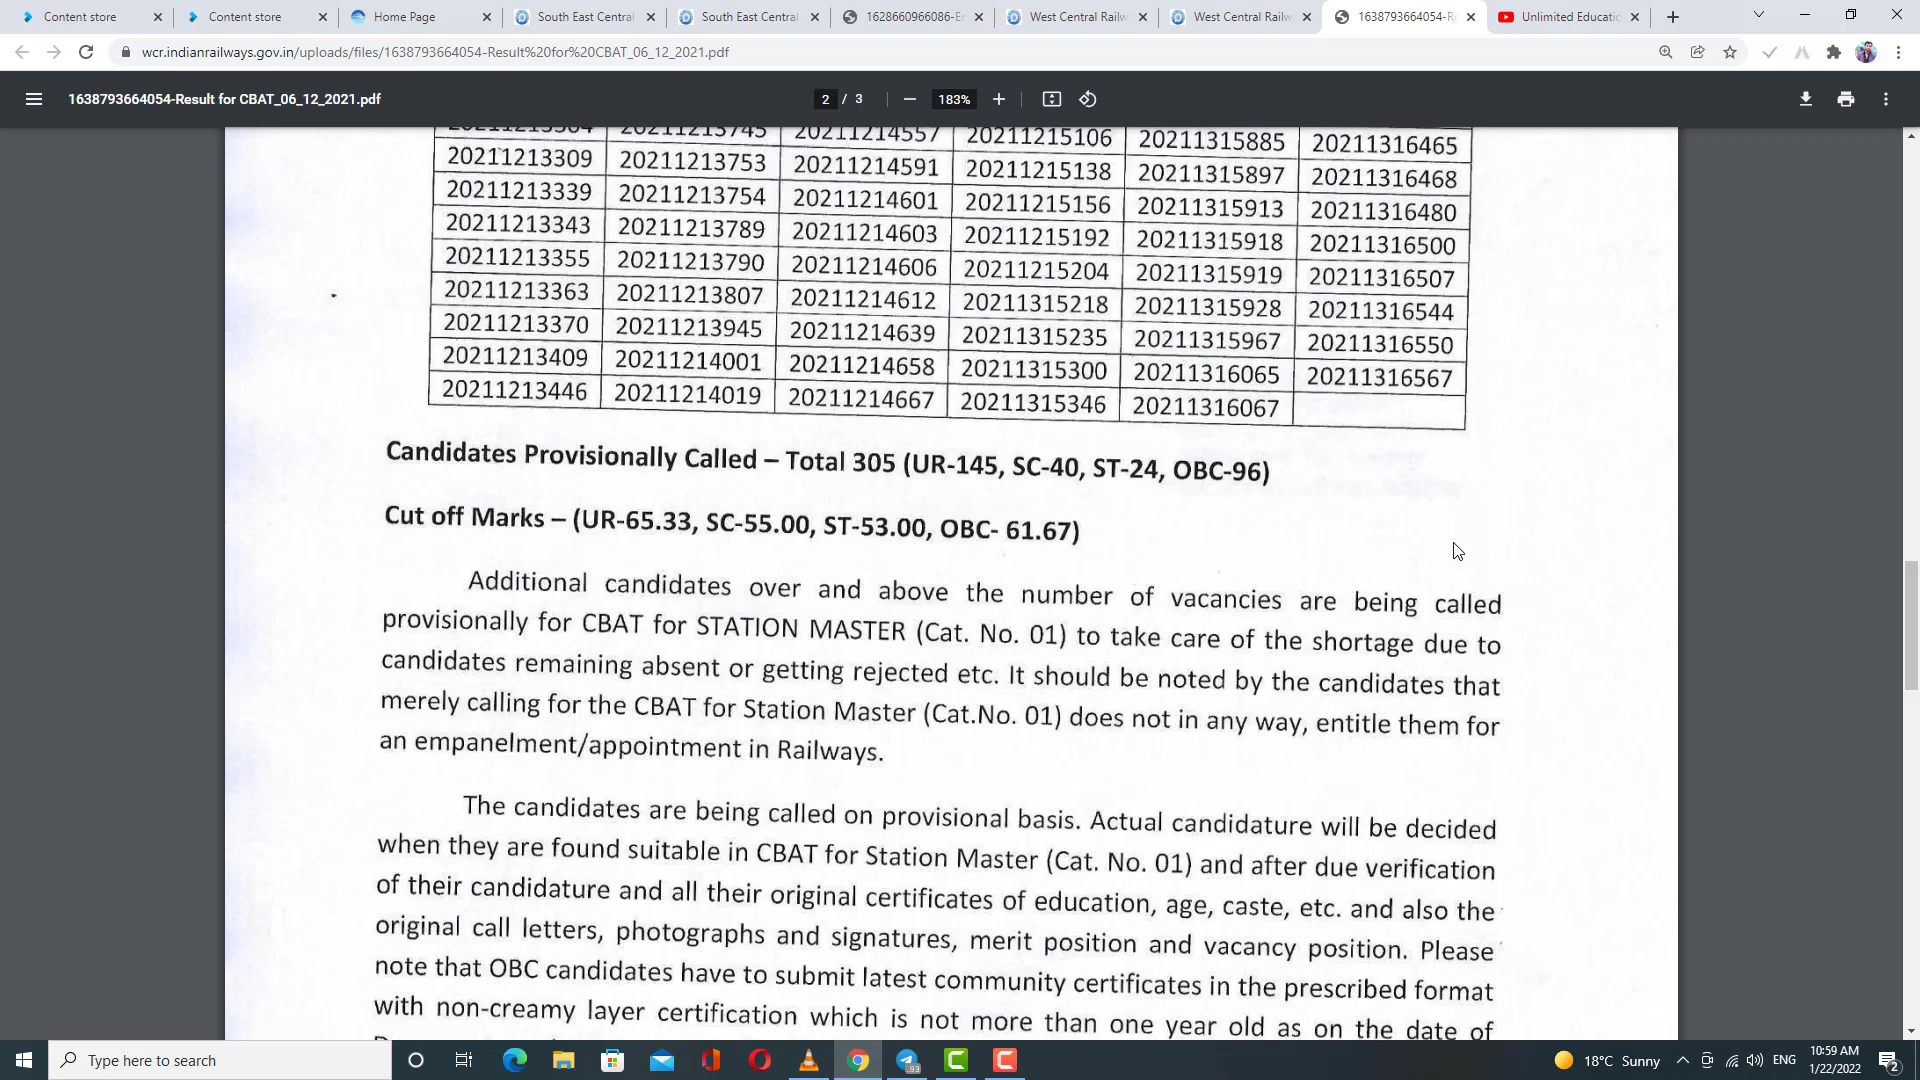 Content store
Content store
Home Page
South East Central
South East Central
1628660966086-E
West Central Railw
West Central Railw
1638793664054-R
Unlimited Educatio
wcr.indianrailways.gov.in/uploads/files/1638793664054-Result%20for%20CBAT_06_12_2021.pdf
1638793664054-Result for CBAT_06_12_2021.pdf
2 / 3
183%
20211213745 20211214557 20211215106 20211315885 20211316465
20211213309 20211213753 20211214591 20211215138 20211315897 20211316468
20211213339 20211213754 20211214601 20211215156 20211315913 20211316480
20211213343 20211213789 20211214603 20211215192 20211315918 20211316500
20211213355 20211213790 20211214606 20211215204 20211315919 20211316507
20211213363 20211213807 20211214612 20211315218 20211315928 20211316544
20211213370 20211213945 20211214639 20211315235 20211315967 20211316550
20211213409 20211214001 20211214658 20211315300 20211316065 20211316567
20211213446 20211214019 20211214667 20211315346 20211316067
Candidates Provisionally Called – Total 305 (UR-145, SC-40, ST-24, OBC-96)
Cut off Marks – (UR-65.33, SC-55.00, ST-53.00, OBC- 61.67)
Additional candidates over and above the number of vacancies are being called
provisionally for CBAT for STATION MASTER (Cat. No. 01) to take care of the shortage due to
candidates remaining absent or getting rejected etc. It should be noted by the candidates that
merely calling for the CBAT for Station Master (Cat.No. 01) does not in any way, entitle them for
an empanelment/appointment in Railways.
The candidates are being called on provisional basis. Actual candidature will be decided
when they are found suitable in CBAT for Station Master (Cat. No. 01) and after due verification
of their candidature and all their original certificates of education, age, caste, etc. and also the
original call letters, photographs and signatures, merit position and vacancy position. Please
note that OBC candidates have to submit latest community certificates in the prescribed format
with non-creamy layer certification which is not more than one year old as on the date of
Type here to search
93
18°C Sunny
ENG
10:59 AM
1/22/2022
2